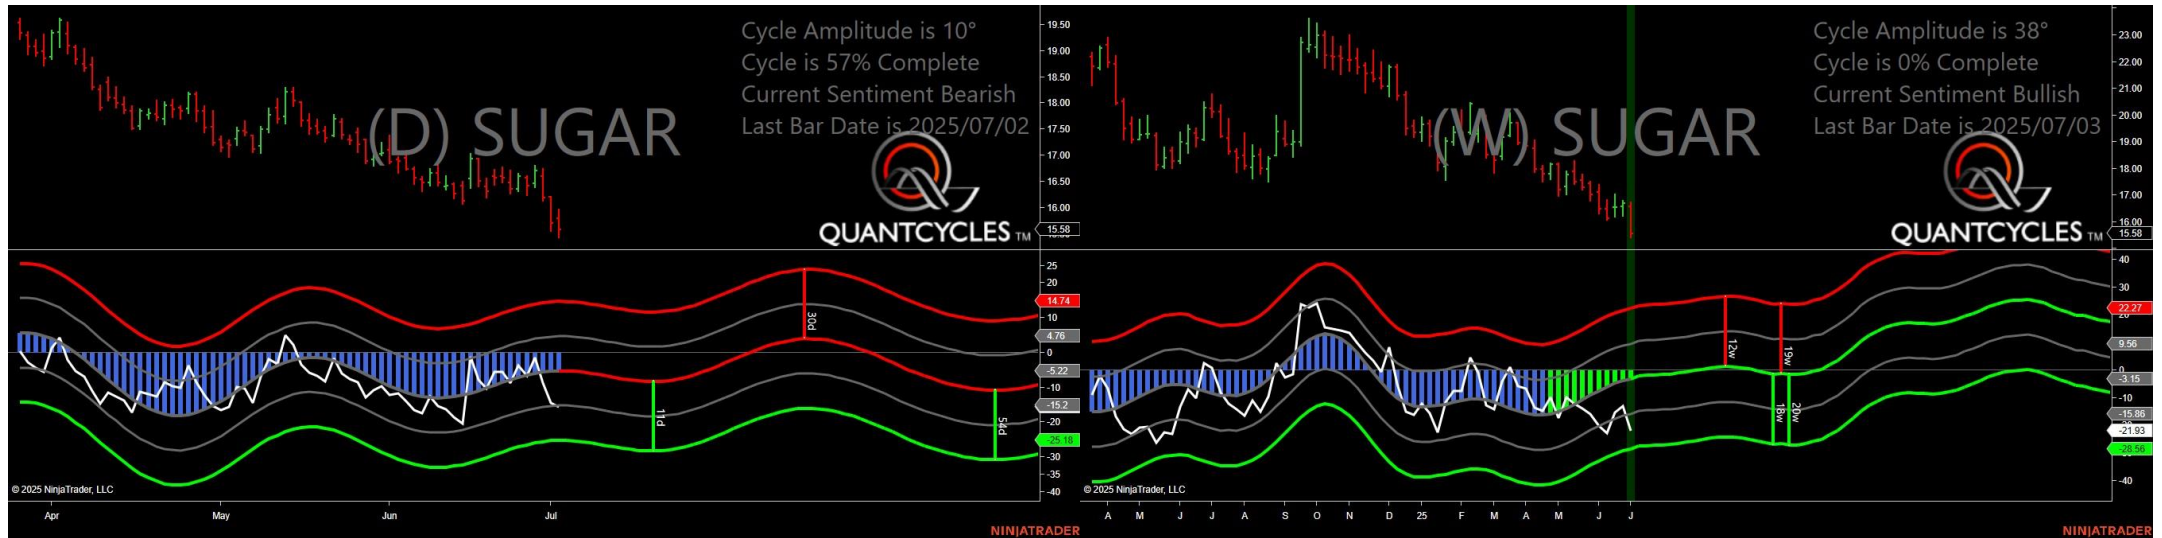 Cycle Amplitude is 10°
Cycle is 57% Complete
Current Sentiment Bearish
Last Bar Date is 2025/07/02
(D) SUGAR
QUANTCYCLES TM
19.50
19.00
18.50
18.00
17.50
17.00
16.50
16.00
15.58
25
20
14.74
10
4.76
0
-5.22
-10
-15.2
-20
-25.18
-30
-35
-40
30d
11d
54d
© 2025 NinjaTrader, LLC
Apr May Jun Jul
NINJATRADER
Cycle Amplitude is 38°
Cycle is 0% Complete
Current Sentiment Bullish
Last Bar Date is 2025/07/03
(W) SUGAR
QUANTCYCLES TM
23.00
22.00
21.00
20.00
19.00
18.00
17.00
16.00
15.58
40
30
22.27
20
9.56
0
-3.15
-10
-15.86
-21.93
-28.56
-40
12w
19w
18w
20w
© 2025 NinjaTrader, LLC
A M J J A S O N D 25 F M A M J J
NINJATRADER